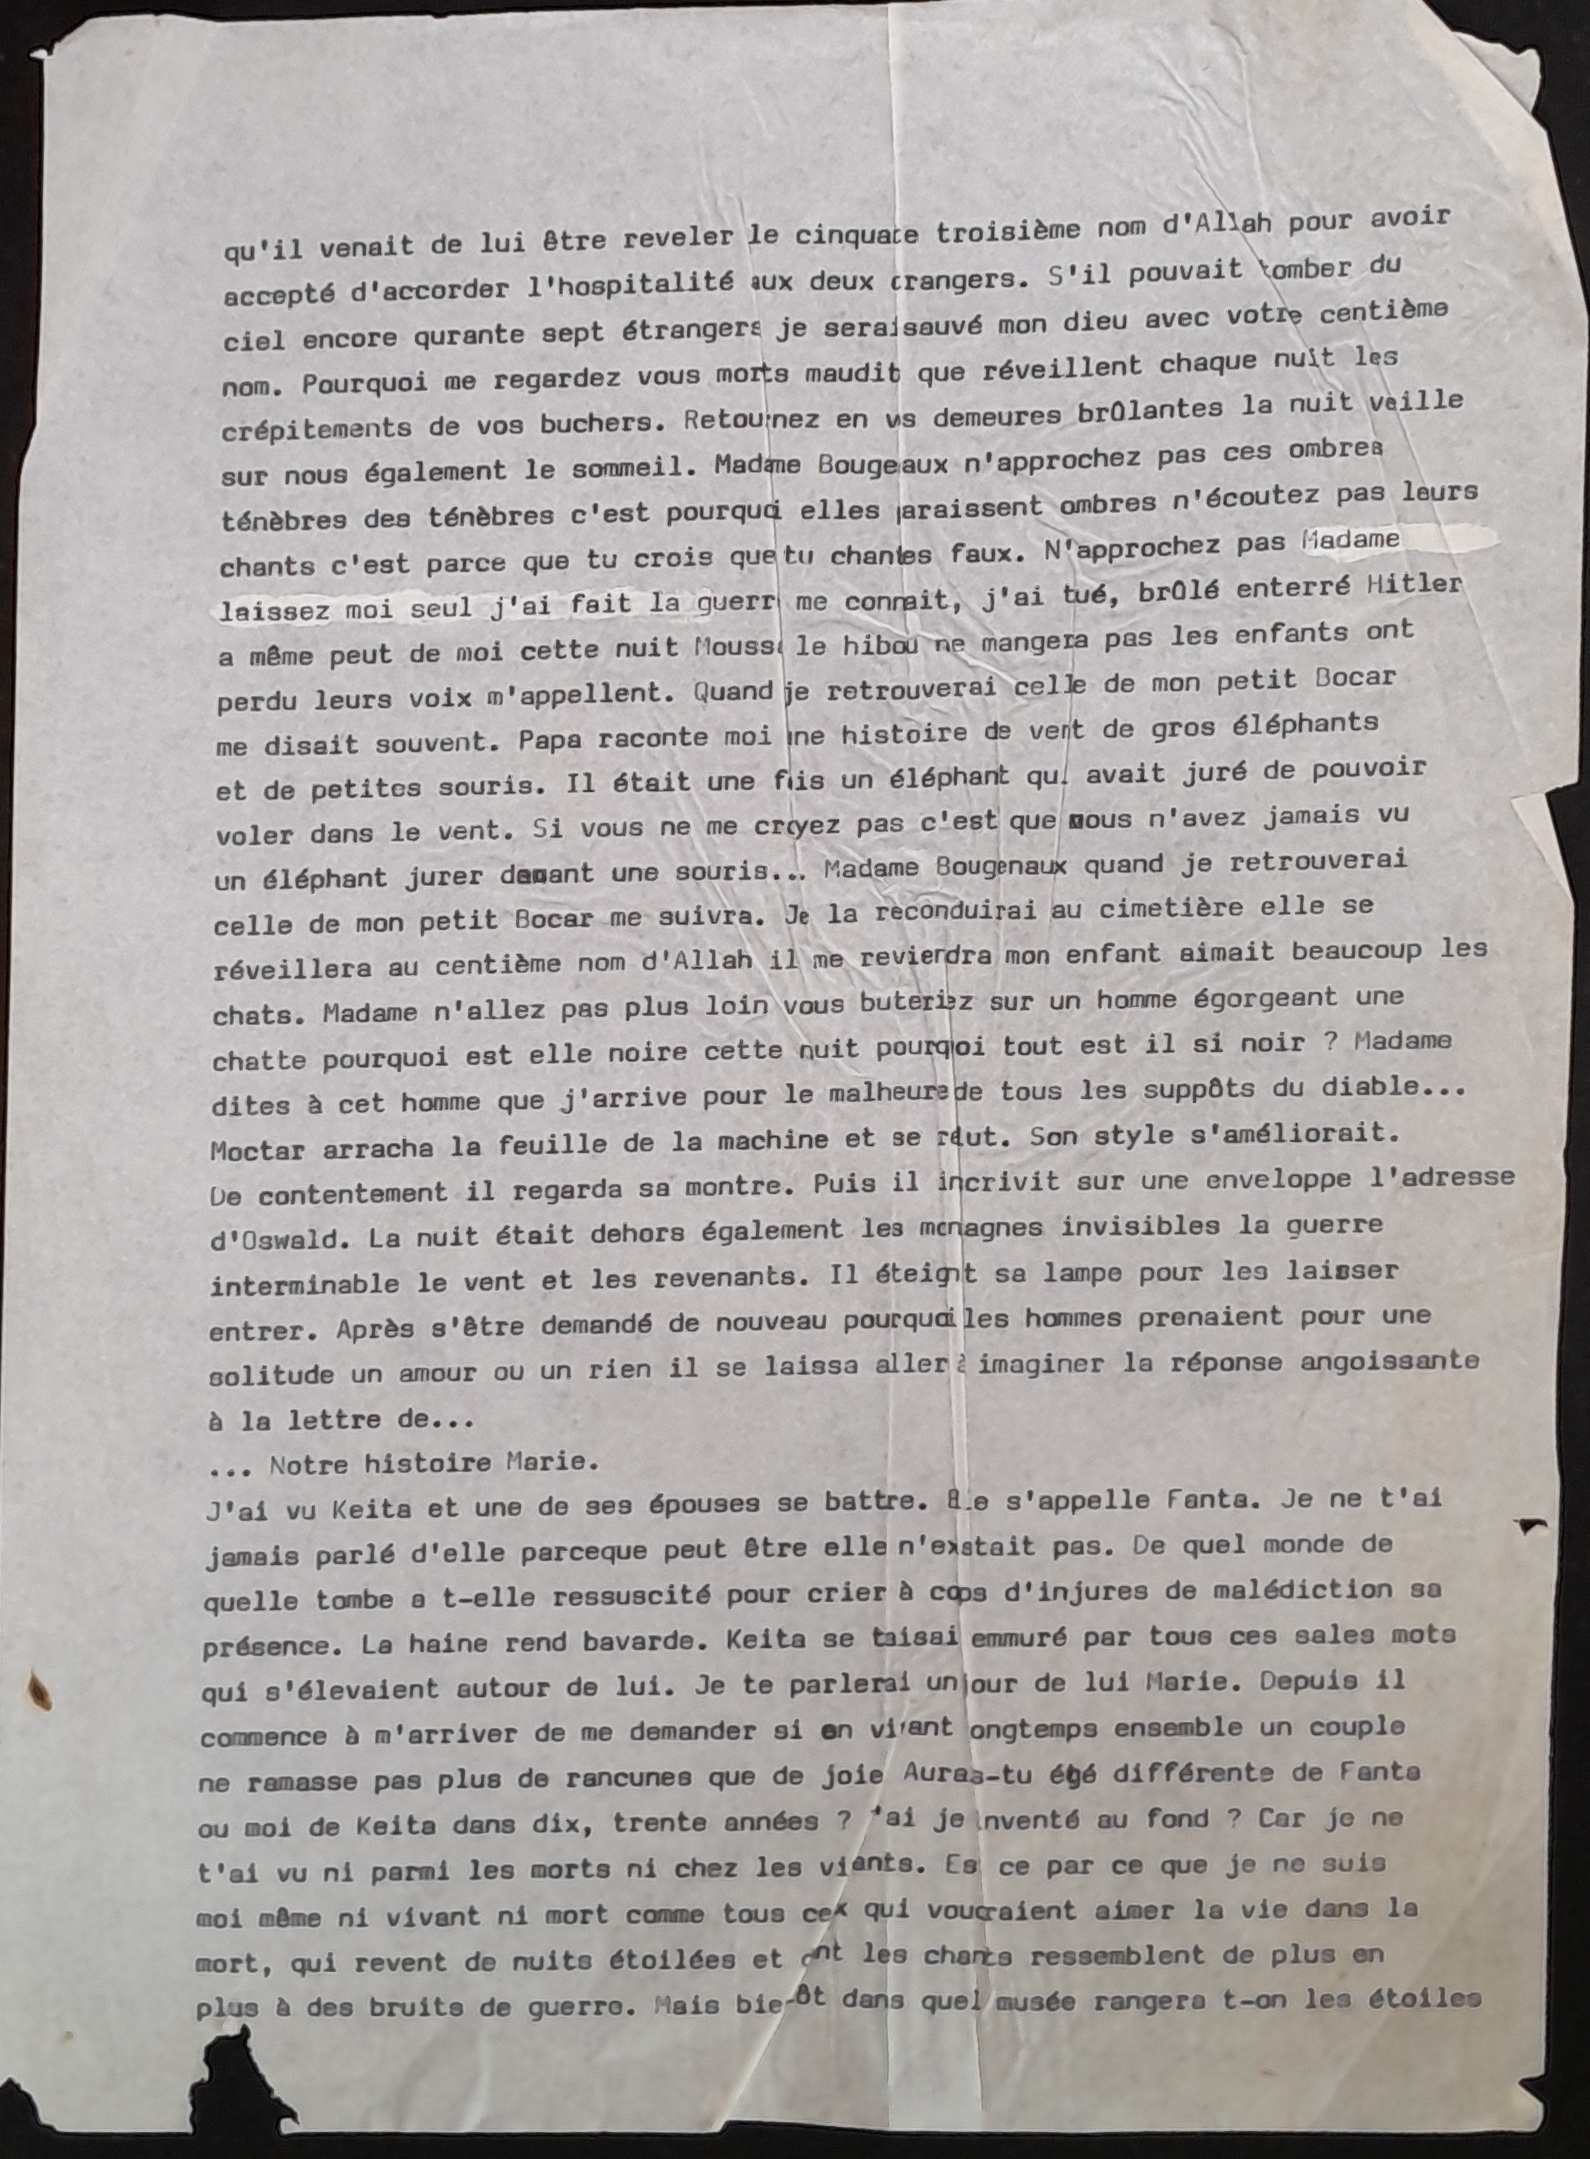 qu'il venait de lui être reveler le cinquate troisième nom d'Allah pour avoir
accepté d'accorder l'hospitalité aux deux rangers. S'il pouvait tomber du
ciel encore qurante sept étrangers je serai sauvé mon dieu avec votre centième
nom. Pourquoi me regardez vous morts maudit que réveillent chaque nuit les
crépitements de vos buchers. Retournez en vs demeures brûlantes la nuit veille
sur nous également le sommeil. Madame Bougeaux n'approchez pas ces ombres
ténèbres des ténèbres c'est pourquoi elles paraissent ombres n'écoutez pas leurs
chants c'est parce que tu crois que tu chantes faux. N'approchez pas Madame
laissez moi seul j'ai fait la guerr me connait, j'ai tué, brûlé enterré Hitler
a même peut de moi cette nuit Moussa le hibou ne mangera pas les enfants ont
perdu leurs voix m'appellent. Quand je retrouverai celle de mon petit Bocar
me disait souvent. Papa raconte moi une histoire de vent de gros éléphants
et de petites souris. Il était une fois un éléphant qui avait juré de pouvoir
voler dans le vent. Si vous ne me croyez pas c'est que vous n'avez jamais vu
un éléphant jurer devant une souris... Madame Bougenaux quand je retrouverai
celle de mon petit Bocar me suivra. Je la reconduirai au cimetière elle se
réveillera au centième nom d'Allah il me reviendra mon enfant aimait beaucoup les
chats. Madame n'allez pas plus loin vous buteriez sur un homme égorgeant une
chatte pourquoi est elle noire cette nuit pourquoi tout est il si noir ? Madame
dites à cet homme que j'arrive pour le malheure de tous les suppôts du diable...
Moctar arracha la feuille de la machine et se rdut. Son style s'améliorait.
De contentement il regarda sa montre. Puis il incrivit sur une enveloppe l'adresse
d'Oswald. La nuit était dehors également les monagnes invisibles la guerre
interminable le vent et les revenants. Il éteignt sa lampe pour les laisser
entrer. Après s'être demandé de nouveau pourquoi les hommes prenaient pour une
solitude un amour ou un rien il se laissa aller à imaginer la réponse angoissante
à la lettre de...
... Notre histoire Marie.
J'ai vu Keita et une de ses épouses se battre. Elle s'appelle Fanta. Je ne t'ai
jamais parlé d'elle parceque peut être elle n'exstait pas. De quel monde de
quelle tombe a t-elle ressuscité pour crier à cops d'injures de malédiction sa
présence. La haine rend bavarde. Keita se taisai emmuré par tous ces sales mots
qui s'élevaient autour de lui. Je te parlerai un jour de lui Marie. Depuis il
commence à m'arriver de me demander si en vivant ongtemps ensemble un couple
ne ramasse pas plus de rancunes que de joie Auras-tu été différente de Fanta
ou moi de Keita dans dix, trente années ? t'ai je inventé au fond ? Car je ne
t'ai vu ni parmi les morts ni chez les viants. Es ce par ce que je ne suis
moi même ni vivant ni mort comme tous cex qui voudraient aimer la vie dans la
mort, qui revent de nuits étoilées et ont les chants ressemblent de plus en
plus à des bruits de guerre. Mais bieôt dans quel musée rangera t-on les étoiles